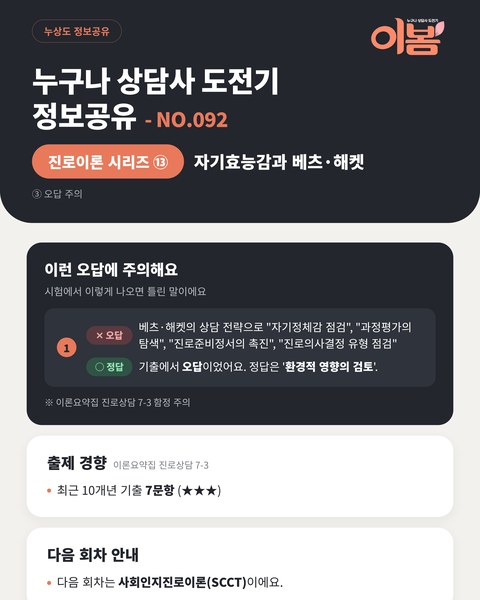 누상도 정보공유
누구나 상담사 도전기
이봄
누구나 상담사 도전기
정보공유 - NO.092
진로이론 시리즈 ⑬ 자기효능감과 베츠·해켓
③ 오답 주의
이런 오답에 주의해요
시험에서 이렇게 나오면 틀린 말이에요
1
✕ 오답 베츠·해켓의 상담 전략으로 "자기정체감 점검", "과정평가의
탐색", "진로준비정서의 촉진", "진로의사결정 유형 점검"
○ 정답 기출에서 오답이었어요. 정답은 '환경적 영향의 검토'.
※ 이론요약집 진로상담 7-3 함정 주의
출제 경향 이론요약집 진로상담 7-3
• 최근 10개년 기출 7문항 (★★★)
다음 회차 안내
• 다음 회차는 사회인지진로이론(SCCT)이에요.